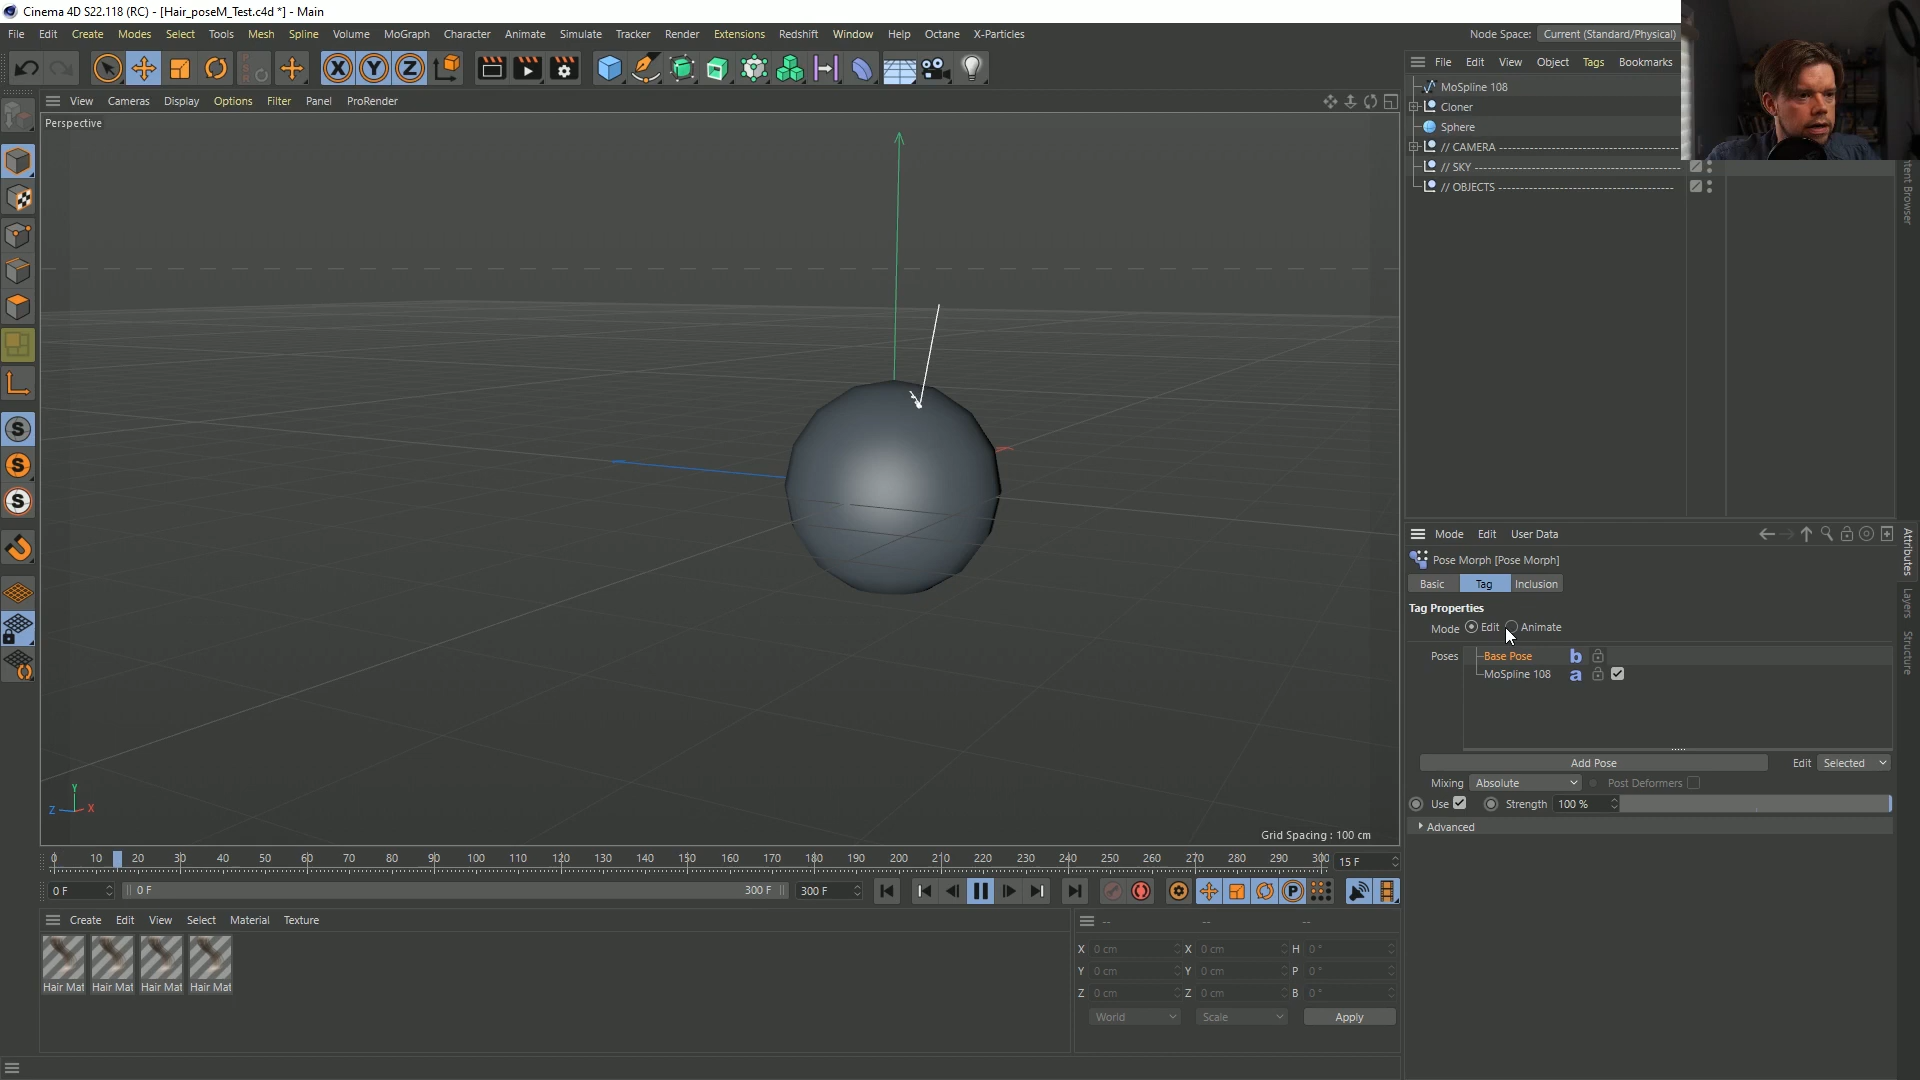 Cinema 4D S22.118 (RC) - [Hair_poseM_Test.c4d *] - Main
File Edit Create Modes Select Tools Mesh Spline Volume MoGraph Character Animate Simulate Tracker Render Extensions Redshift Window Help Octane X-Particles
Node Space: Current (Standard/Physical)
X Y Z
File Edit View Object Tags Bookmarks
View Cameras Display Options Filter Panel ProRender
Perspective
MoSpline 108
Cloner
Sphere
// CAMERA ------------------------------------------
// SKY ------------------------------------------------
// OBJECTS -----------------------------------------
S
S
S
Mode Edit User Data
Attributes
Layers
Structure
Pose Morph [Pose Morph]
Basic Tag Inclusion
Tag Properties
Mode Edit Animate
Poses Base Pose b
MoSpline 108 a
Add Pose Edit Selected
Mixing Absolute Post Deformers
Use Strength 100 %
Advanced
Y
Z X
Grid Spacing : 100 cm
0 10 20 30 40 50 60 70 80 90 100 110 120 130 140 150 160 170 180 190 200 210 220 230 240 250 260 270 280 290 300 15 F
0 F 0 F 300 F 300 F P
Create Edit View Select Material Texture
Hair Mat Hair Mat Hair Mat Hair Mat
-- -- --
X 0 cm X 0 cm H 0 °
Y 0 cm Y 0 cm P 0 °
Z 0 cm Z 0 cm B 0 °
World Scale Apply